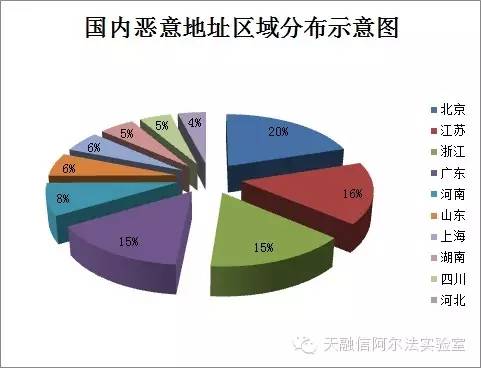 国内恶意地址区域分布示意图
20%
16%
15%
15%
8%
6%
6%
5%
5%
4%
北京
江苏
浙江
广东
河南
山东
上海
湖南
四川
河北
天融信阿尔法实验室